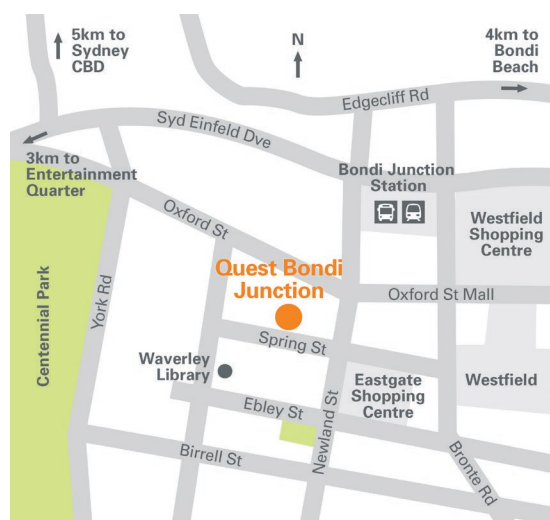 5km to
Sydney
CBD
N
4km to
Bondi
Beach
Edgecliff Rd
Syd Einfeld Dve
3km to
Entertainment
Quarter
Bondi Junction
Station
Oxford St
Westfield
Shopping
Centre
Quest Bondi
Junction
Oxford St Mall
Centennial Park
York Rd
Spring St
Waverley
Library
Eastgate
Shopping
Centre
Westfield
Ebley St
Newland St
Birrell St
Bronte Rd